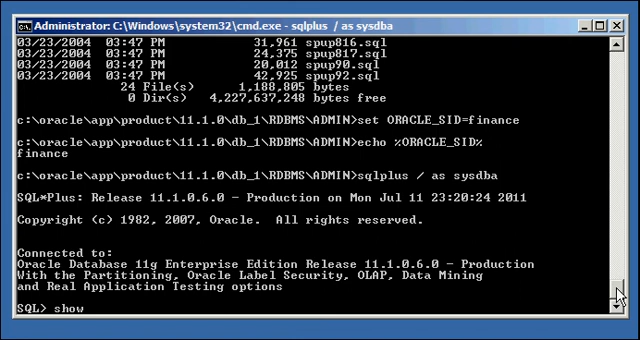 Administrator: C:\Windows\system32\cmd.exe - sqlplus / as sysdba
03/23/2004 03:47 PM 31,961 spup816.sql
03/23/2004 03:47 PM 24,375 spup817.sql
03/23/2004 03:47 PM 20,012 spup90.sql
03/23/2004 03:47 PM 42,925 spup92.sql
24 File(s) 1,188,805 bytes
0 Dir(s) 4,227,637,248 bytes free
c:\oracle\app\product\11.1.0\db_1\RDBMS\ADMIN>set ORACLE_SID=finance
c:\oracle\app\product\11.1.0\db_1\RDBMS\ADMIN>echo %ORACLE_SID%
finance
c:\oracle\app\product\11.1.0\db_1\RDBMS\ADMIN>sqlplus / as sysdba
SQL*Plus: Release 11.1.0.6.0 - Production on Mon Jul 11 23:20:24 2011
Copyright (c) 1982, 2007, Oracle. All rights reserved.
Connected to:
Oracle Database 11g Enterprise Edition Release 11.1.0.6.0 - Production
With the Partitioning, Oracle Label Security, OLAP, Data Mining
and Real Application Testing options
SQL> show